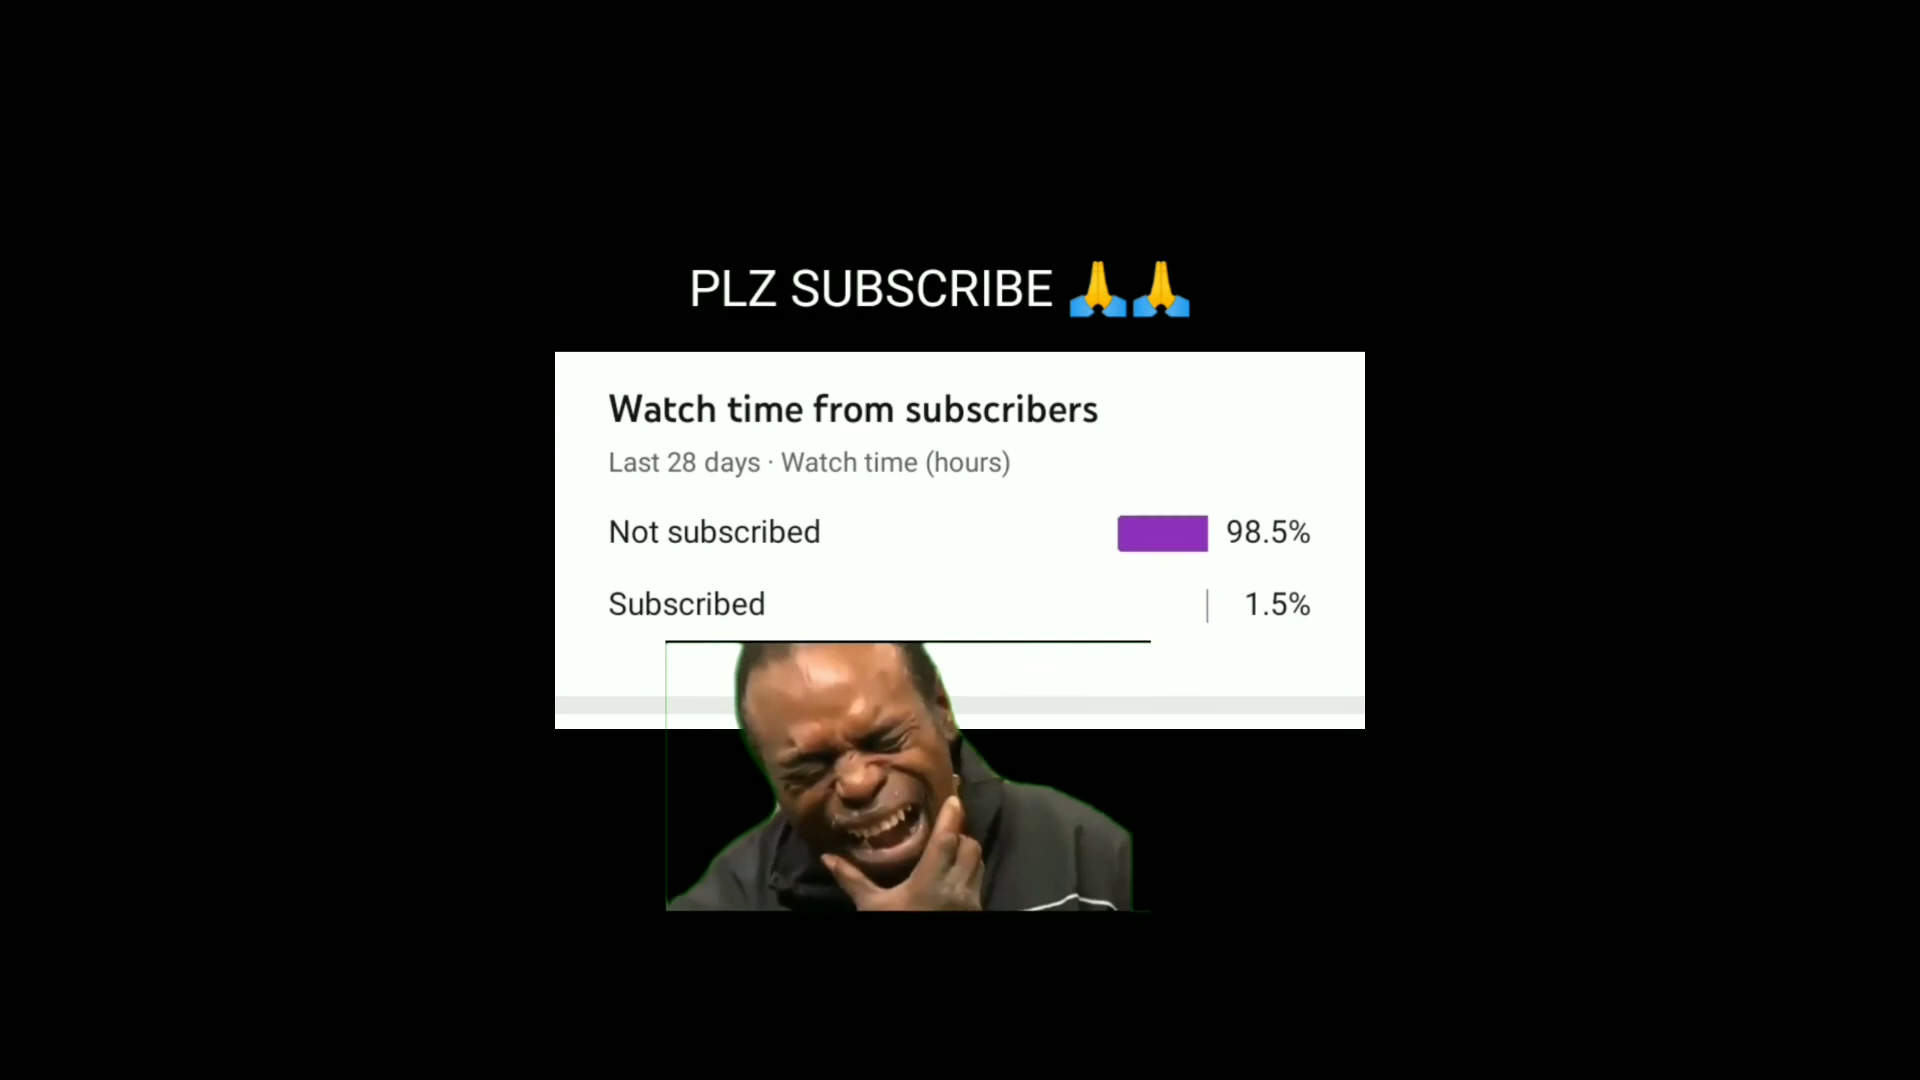 PLZ SUBSCRIBE 🙏🙏
Watch time from subscribers
Last 28 days · Watch time (hours)
Not subscribed 98.5%
Subscribed 1.5%